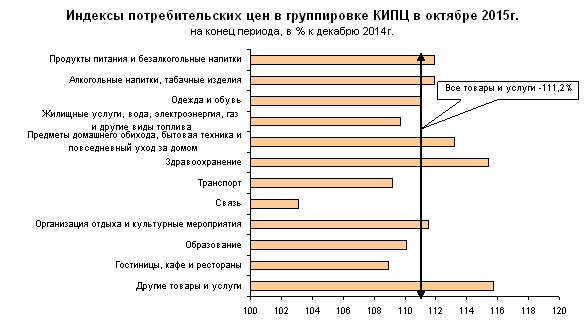 Индексы потребительских цен в группировке КИПЦ в октябре 2015г.
на конец периода, в % к декабрю 2014г.
Продукты питания и безалкогольные напитки
Алкогольные напитки, табачные изделия
Все товары и услуги -111,2%
Одежда и обувь
Жилищные услуги, вода, электроэнергия, газ
и другие виды топлива
Предметы домашнего обихода, бытовая техника и
повседневный уход за домом
Здравоохранение
Транспорт
Связь
Организация отдыха и культурные мероприятия
Образование
Гостиницы, кафе и рестораны
Другие товары и услуги
100 102 104 106 108 110 112 114 116 118 120